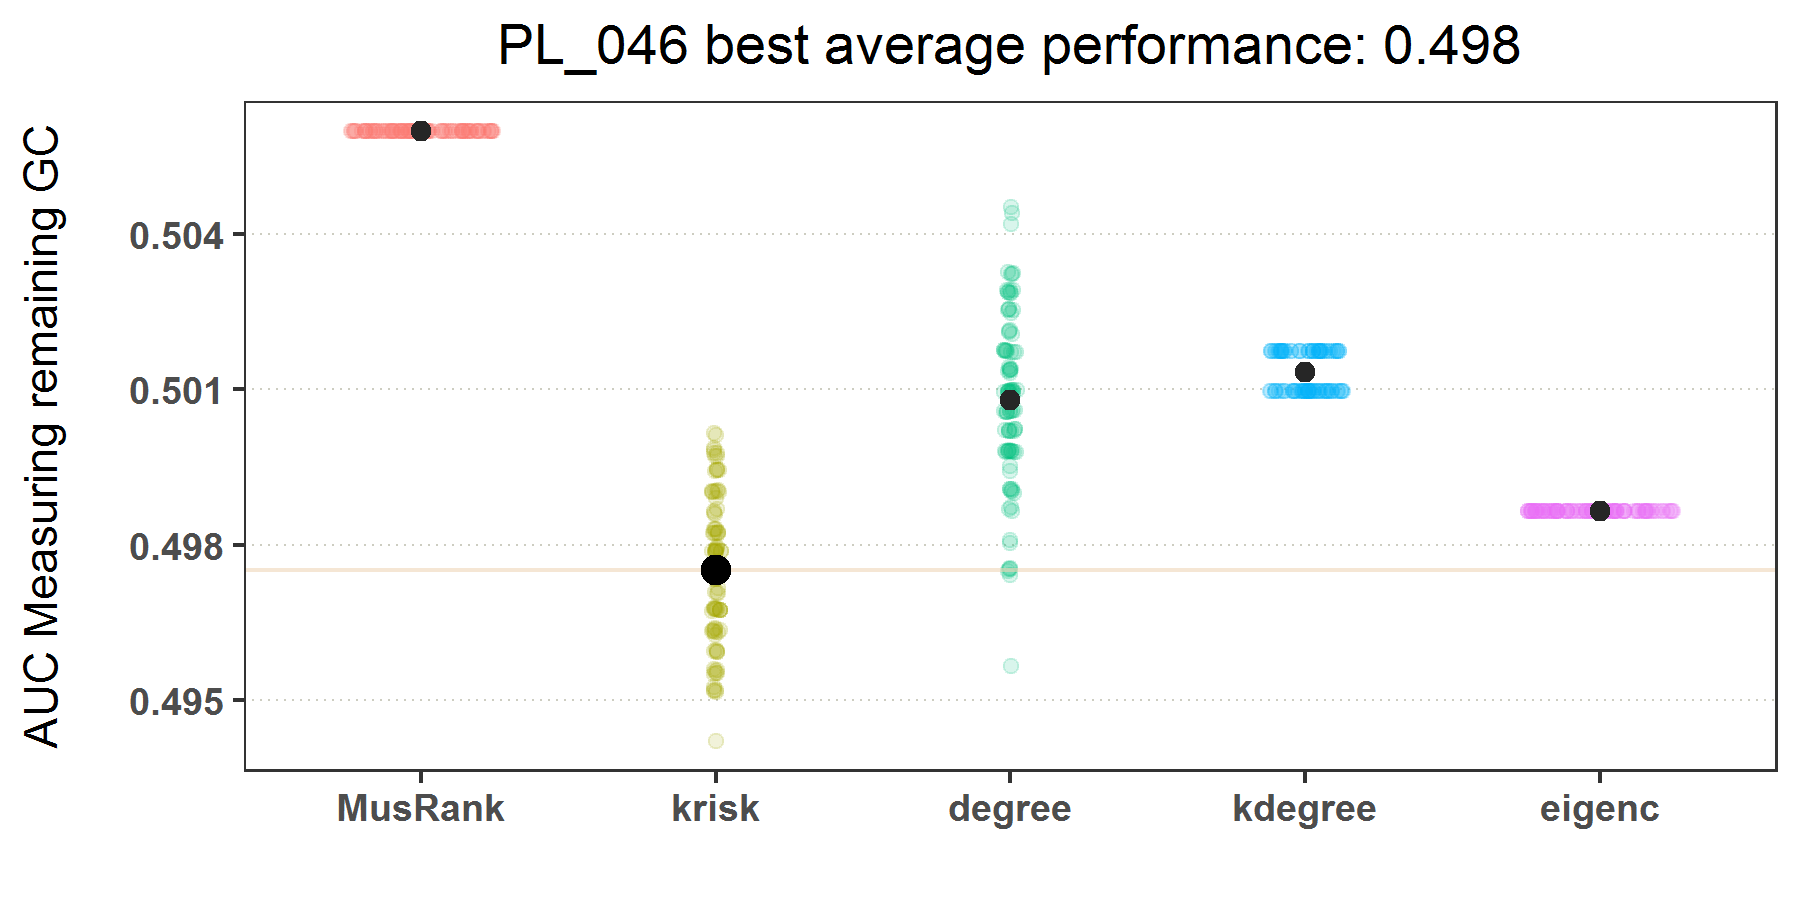 PL_046 best average performance: 0.498
AUC Measuring remaining GC
0.504
0.501
0.498
0.495
MusRank krisk degree kdegree eigenc